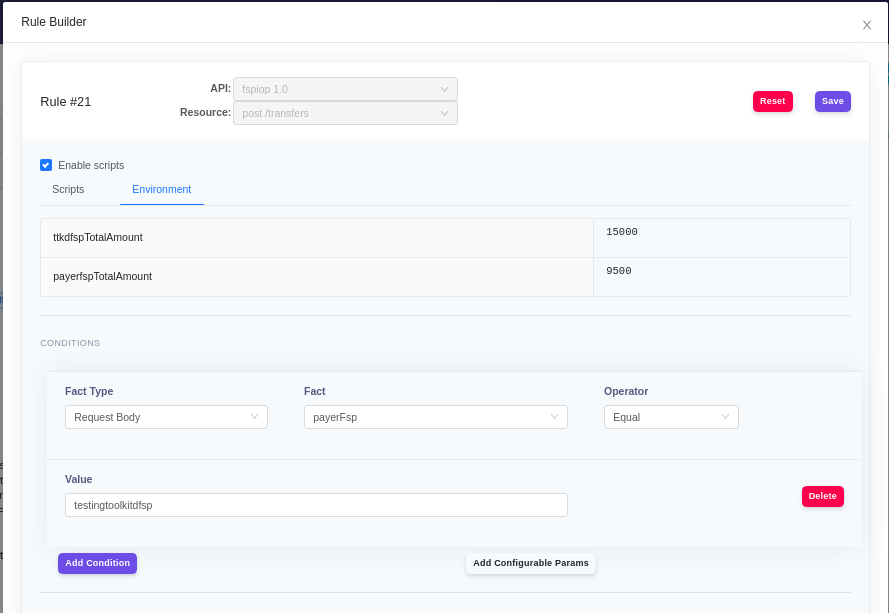 Rule Builder
Rule #21
API:
fspiop 1.0
Resource:
post /transfers
Reset
Save
Enable scripts
Scripts
Environment
ttkdfspTotalAmount
15000
payerfspTotalAmount
9500
CONDITIONS
Fact Type
Fact
Operator
Request Body
payerFsp
Equal
Value
testingtoolkitdfsp
Delete
Add Condition
Add Configurable Params